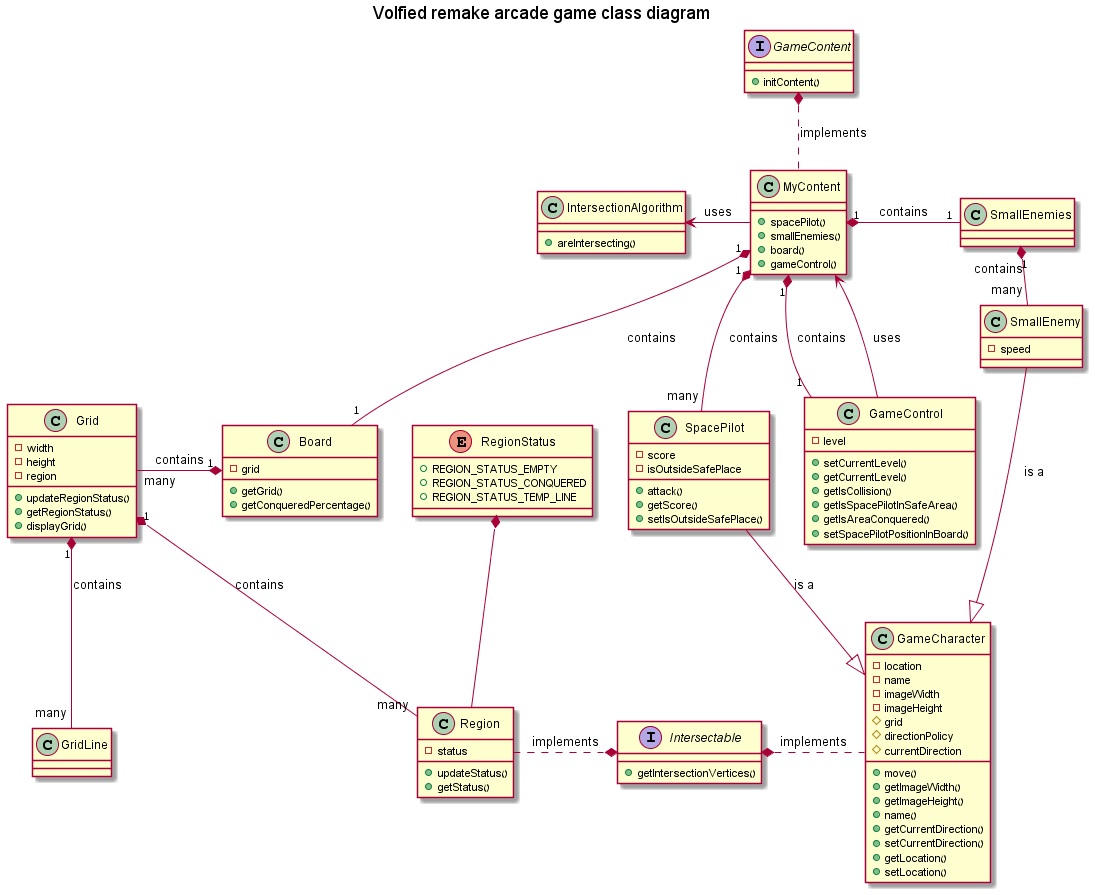 Volfied remake arcade game class diagram
I GameContent
initContent()
implements
C MyContent
spacePilot()
smallEnemies()
board()
gameControl()
C IntersectionAlgorithm
areIntersecting()
uses
1 contains 1
C SmallEnemies
1
contains
many
C SmallEnemy
speed
1
1
1
contains
contains
contains
uses
many
1
1
C Grid
width
height
region
updateRegionStatus()
getRegionStatus()
displayGrid()
contains 1
many
C Board
grid
getGrid()
getConqueredPercentage()
E RegionStatus
REGION_STATUS_EMPTY
REGION_STATUS_CONQUERED
REGION_STATUS_TEMP_LINE
C SpacePilot
score
isOutsideSafePlace
attack()
getScore()
setIsOutsideSafePlace()
C GameControl
level
setCurrentLevel()
getCurrentLevel()
getIsCollision()
getIsSpacePilotInSafeArea()
getIsAreaConquered()
setSpacePilotPositionInBoard()
is a
1
1
contains
contains
is a
many
many
C GridLine
C Region
status
updateStatus()
getStatus()
implements
I Intersectable
getIntersectionVertices()
implements
C GameCharacter
location
name
imageWidth
imageHeight
grid
directionPolicy
currentDirection
move()
getImageWidth()
getImageHeight()
name()
getCurrentDirection()
setCurrentDirection()
getLocation()
setLocation()